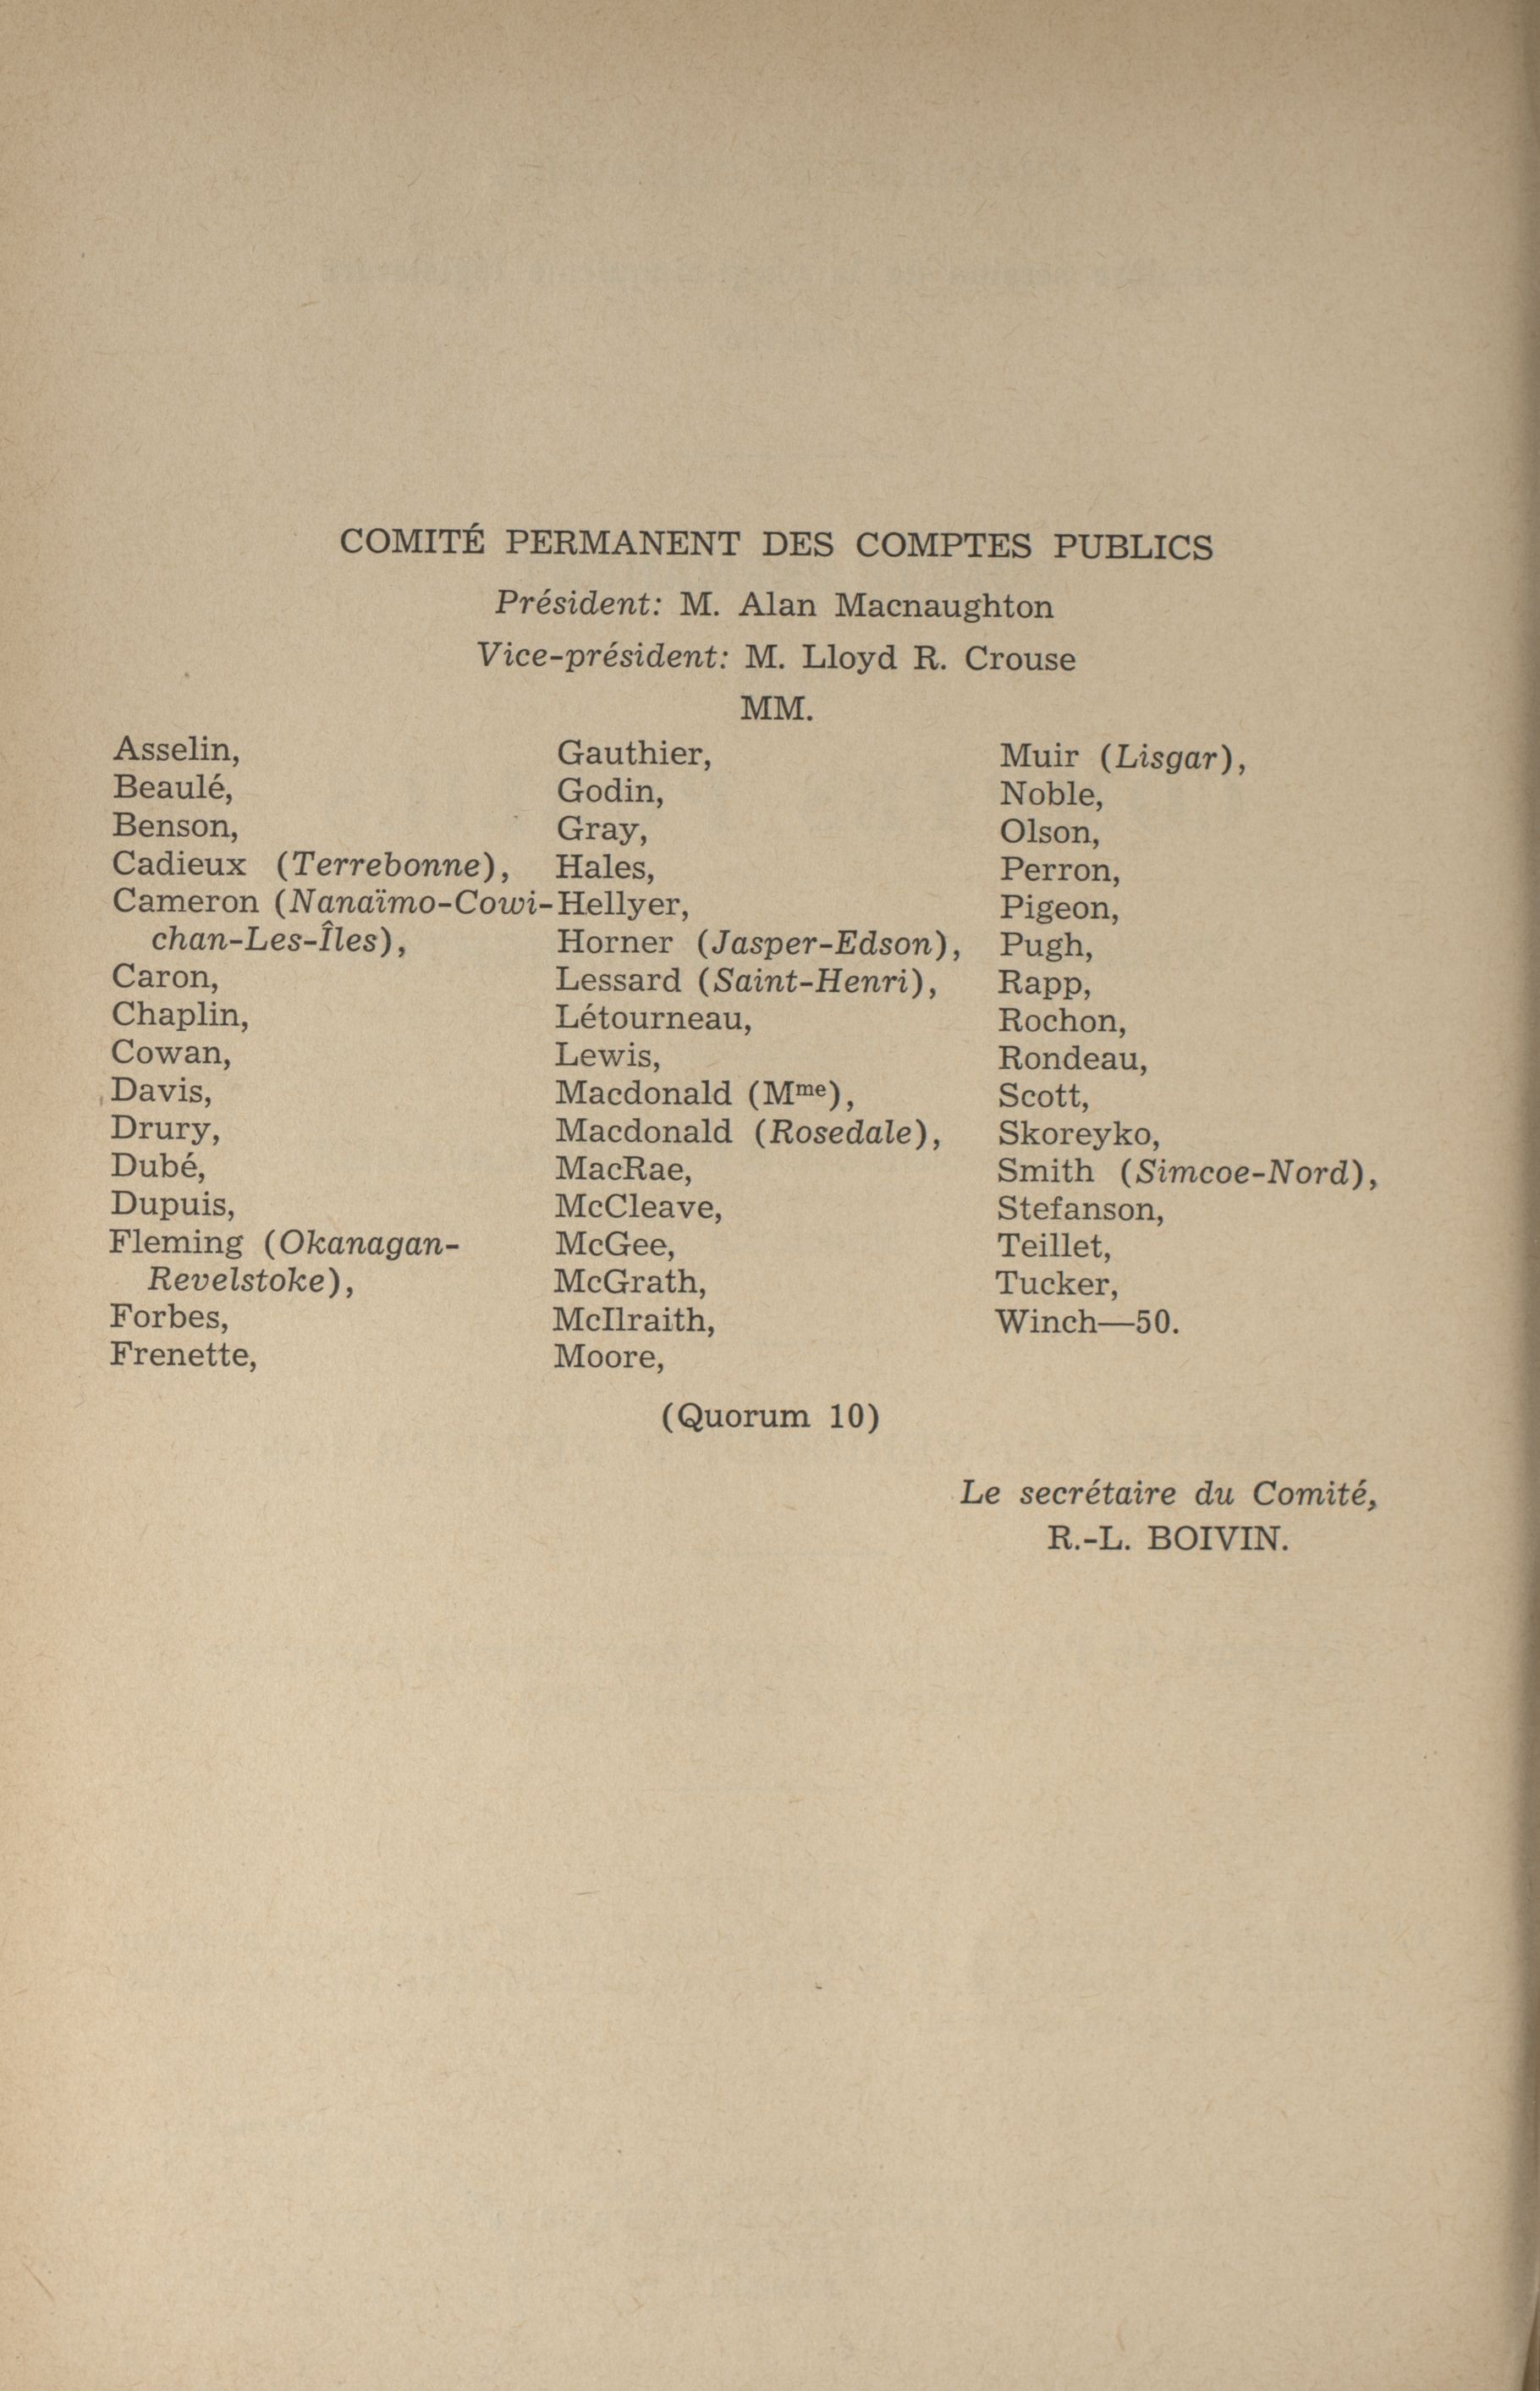 COMITÉ PERMANENT DES COMPTES PUBLICS
Président: M. Alan Macnaughton
Vice-président: M. Lloyd R. Crouse
MM.
Asselin,
Beaulé,
Benson,
Cadieux (Terrebonne),
Cameron (Nanaïmo-Cowi-
chan-Les-Îles),
Caron,
Chaplin,
Cowan,
Davis,
Drury,
Dubé,
Dupuis,
Fleming (Okanagan-
Revelstoke),
Forbes,
Frenette,
Gauthier,
Godin,
Gray,
Hales,
Hellyer,
Horner (Jasper-Edson),
Lessard (Saint-Henri),
Létourneau,
Lewis,
Macdonald (Mme),
Macdonald (Rosedale),
MacRae,
McCleave,
McGee,
McGrath,
McIlraith,
Moore,
Muir (Lisgar),
Noble,
Olson,
Perron,
Pigeon,
Pugh,
Rapp,
Rochon,
Rondeau,
Scott,
Skoreyko,
Smith (Simcoe-Nord),
Stefanson,
Teillet,
Tucker,
Winch—50.
(Quorum 10)
Le secrétaire du Comité,
R.-L. BOIVIN.